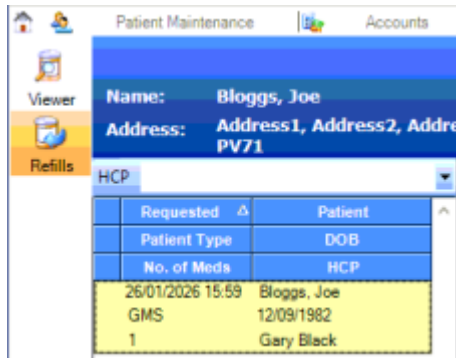 Patient Maintenance Accounts
Viewer
Name: Bloggs, Joe
Address: Address1, Address2, Addre
PV71
Refills
HCP
Requested Patient
Patient Type DOB
No. of Meds HCP
26/01/2026 15:59 Bloggs, Joe
GMS 12/09/1982
1 Gary Black